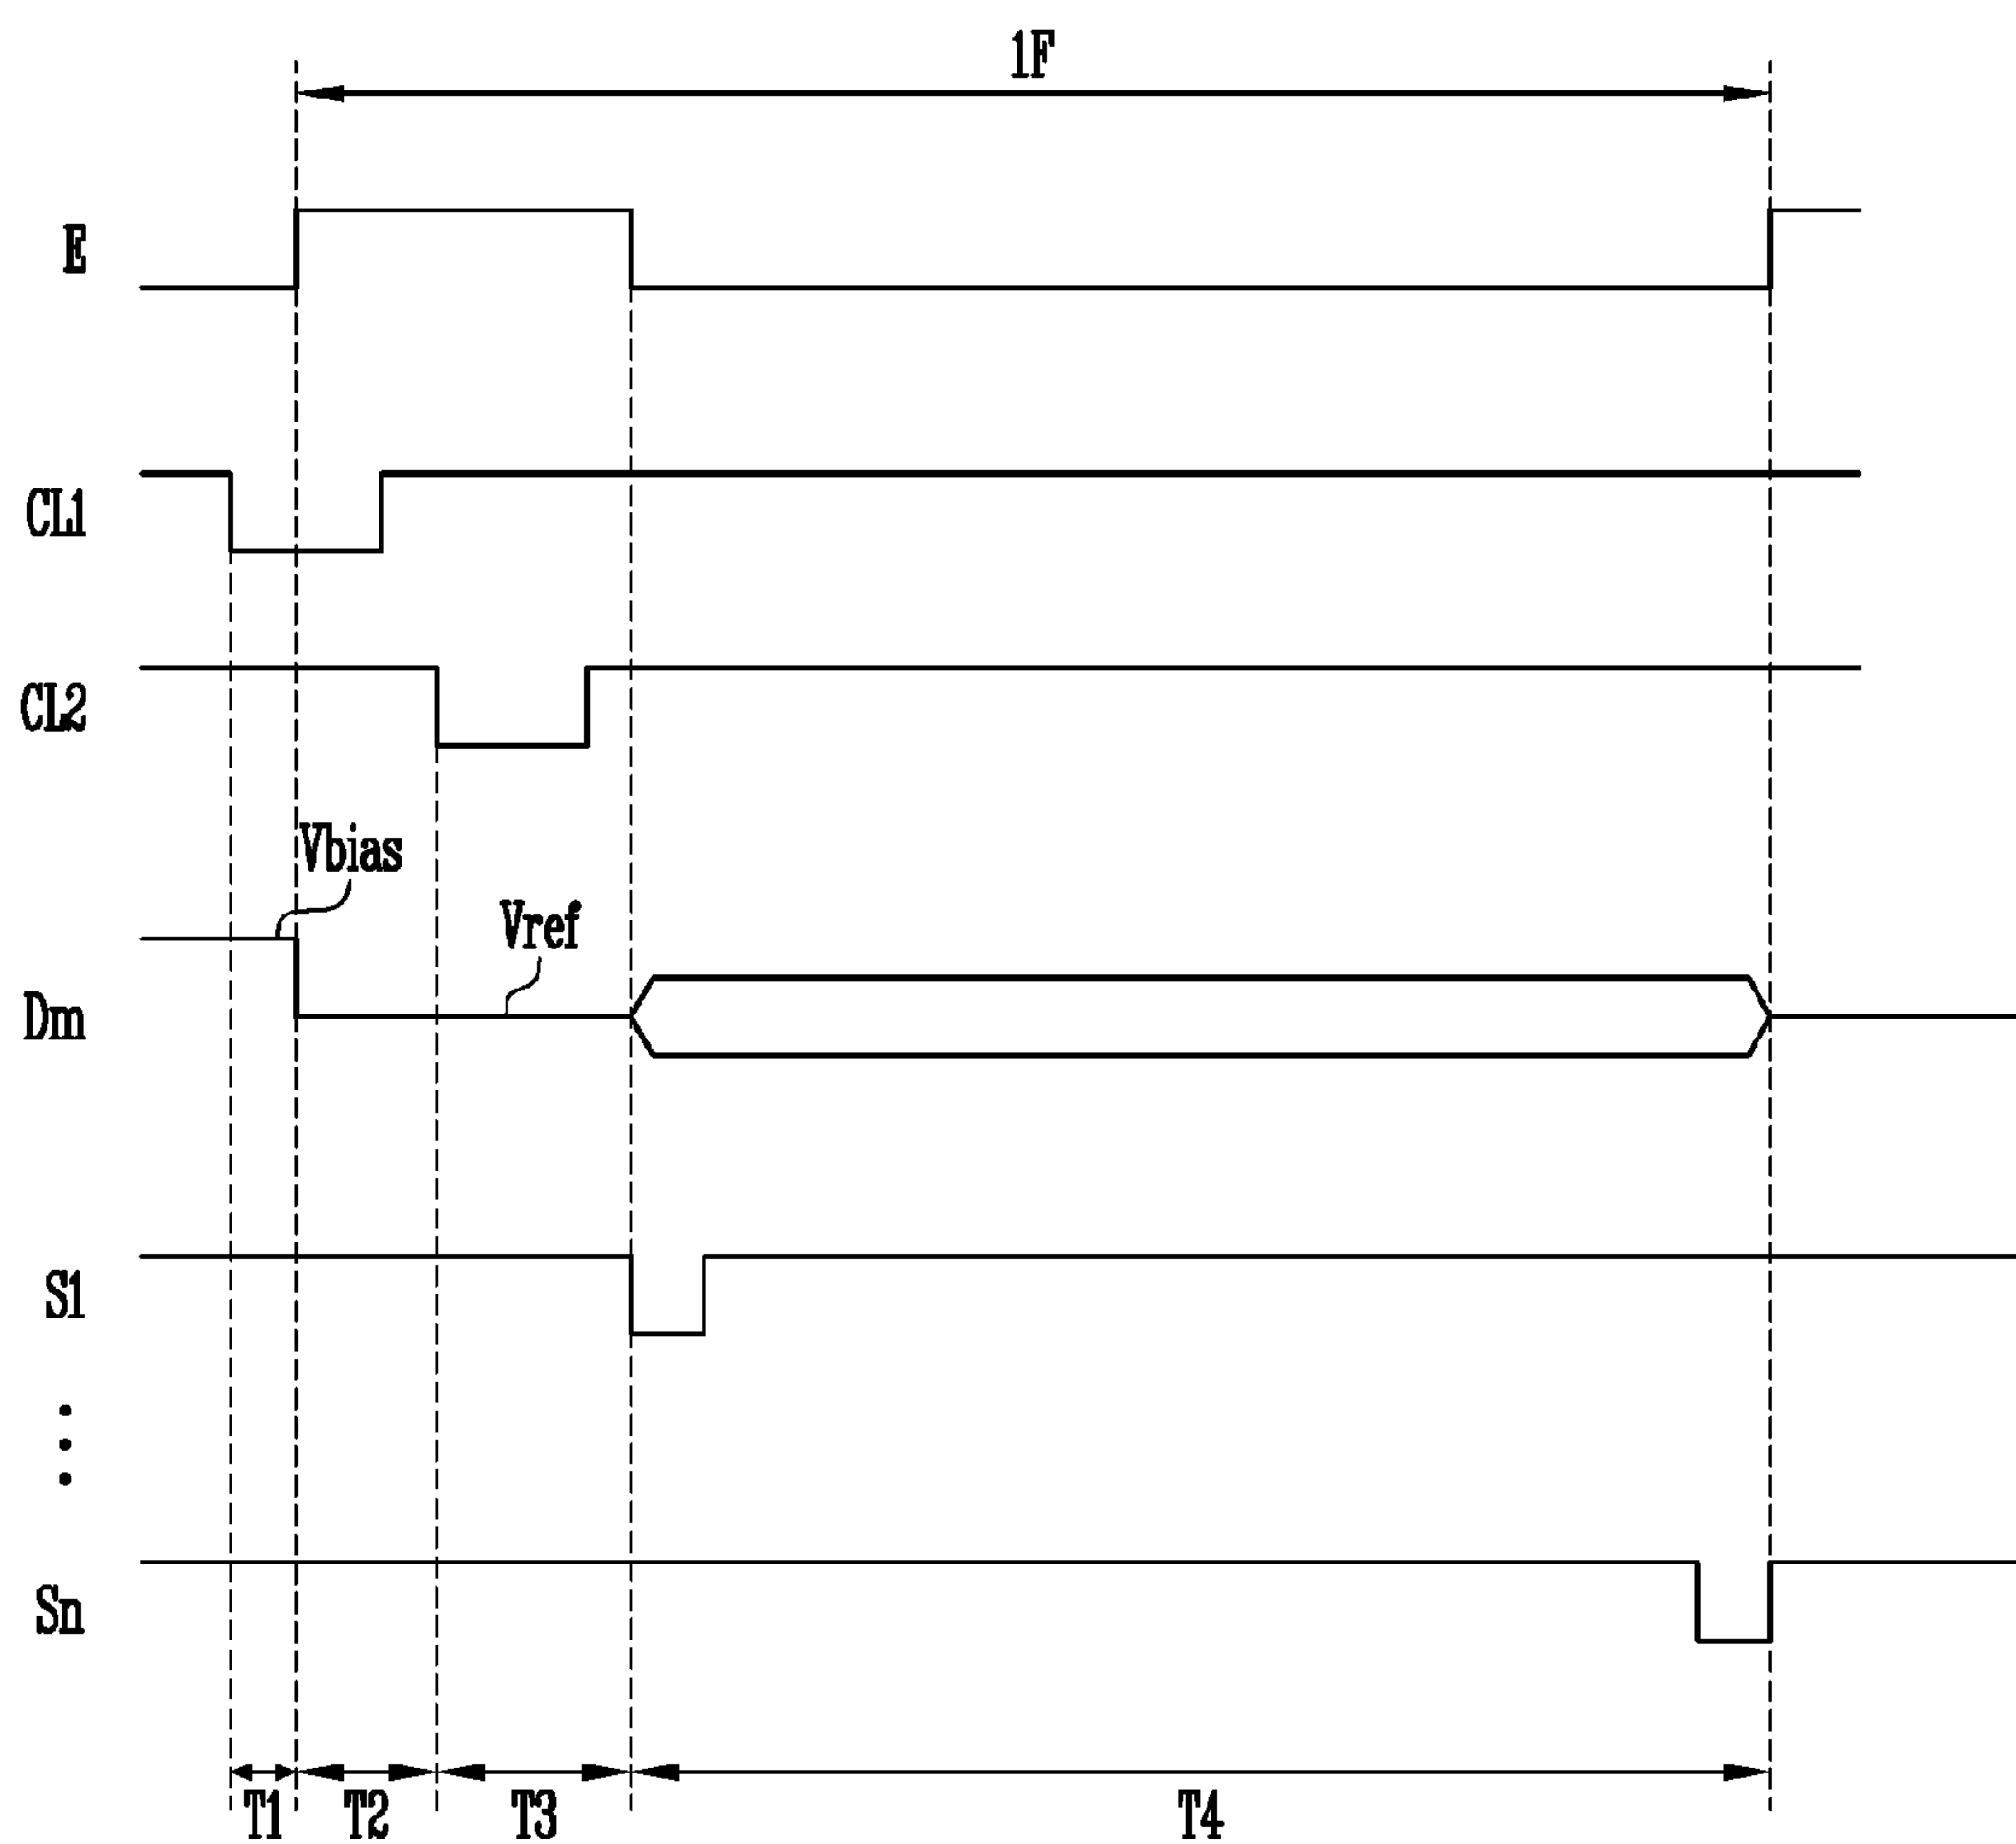 1F
E
CL1
CL2
Vbias
Vref
Dm
S1
Sn
T1 T2 T3 T4